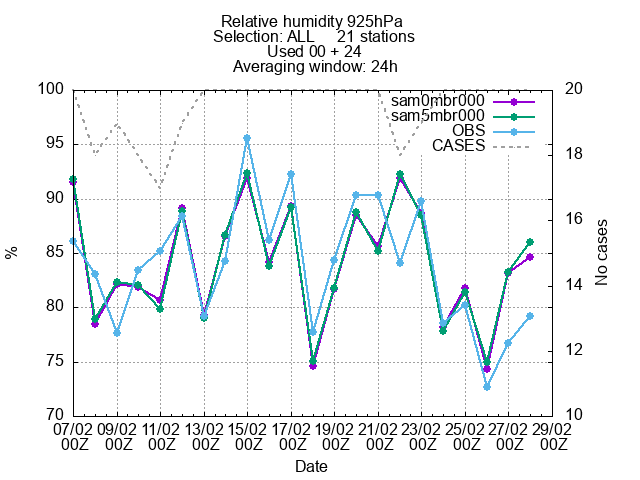 Relative humidity 925hPa
Selection: ALL     21 stations
Used 00 + 24
Averaging window: 24h
sam0mbr000
sam5mbr000
OBS
CASES
100
95
90
85
80
75
70
%
20
18
16
14
12
10
No cases
07/02 09/02 11/02 13/02 15/02 17/02 19/02 21/02 23/02 25/02 27/02 29/02
00Z 00Z 00Z 00Z 00Z 00Z 00Z 00Z 00Z 00Z 00Z 00Z
Date